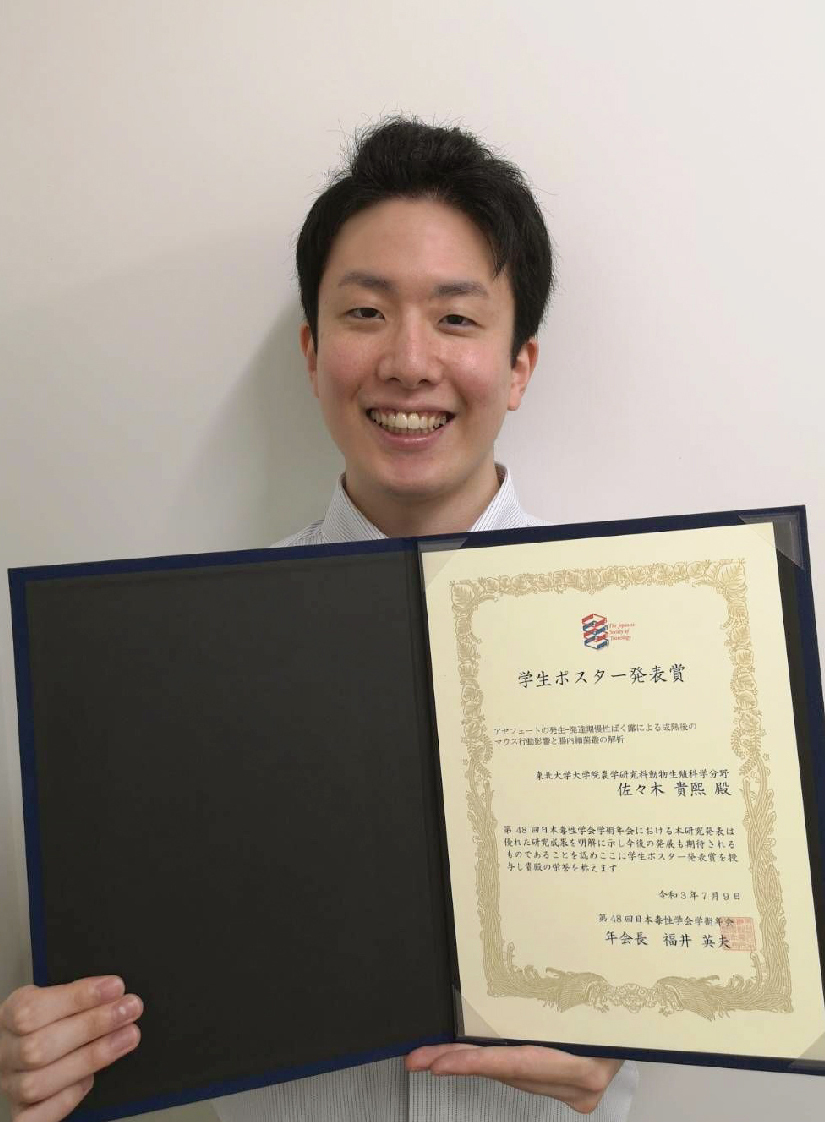 The Japanese
Society of
Toxicology
学生ポスター発表賞
の発生-発達期慢性ばく露による成熟後の
マウス行動影響と腸内細菌叢の解析
東北大学大学院農学研究科動物生殖科学分野
佐々木 貴煕 殿
第48回日本毒性学会学術年会における本研究発表は
優れた研究成果を明解に示し今後の発展も期待される
ものであることを認めここに学生ポスター発表賞を授
与し貴殿の栄誉を称えます
令和3年7月9日
第48回日本毒性学会学術年会
年会長 福井 英夫